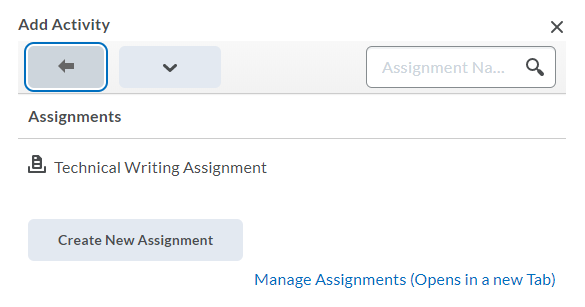 Add Activity
Assignment Na...
Assignments
Technical Writing Assignment
Create New Assignment
Manage Assignments (Opens in a new Tab)